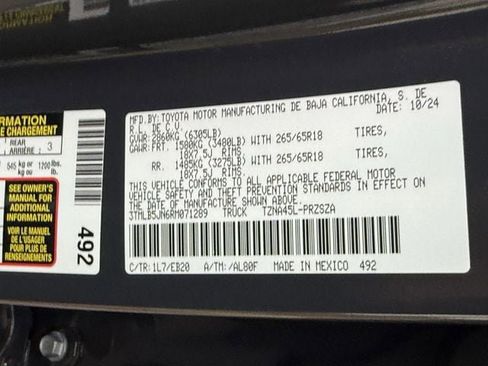 FORMATION
E CHARGEMENT
REAR
ARRIÈRE : 3
545 kg or
ou
1200 lbs.
lb.
SEE OWNER'S
MANUAL FOR
ADDITIONAL
INFORMATION
VOIR LE MANUEL
DE L'USAGER
POUR PLUS DE
RENSEIGNEMENTS
492
MFD.BY:TOYOTA MOTOR MANUFACTURING DE BAJA CALIFORNIA, S. DE
R.L. DE C.V. 10/24
GVWR: 2860KG (6305LB)
GAWR:FRT. 1580KG (3480LB) WITH 265/65R18 TIRES,
18X7.5J RIMS.
RR. 1485KG (3275LB) WITH 265/65R18 TIRES,
18X7.5J RIMS.
THIS VEHICLE CONFORMS TO ALL APPLICABLE FEDERAL MOTOR
VEHICLE SAFETY AND THEFT PREVENTION STANDARDS IN EFFECT ON
THE DATE OF MANUFACTURE SHOWN ABOVE.
3TMLB5JN6RM071289 TRUCK TZNA45L-PRZSZA
C/TR: 1L7/EB20 A/TM: /AL80F MADE IN MEXICO 492